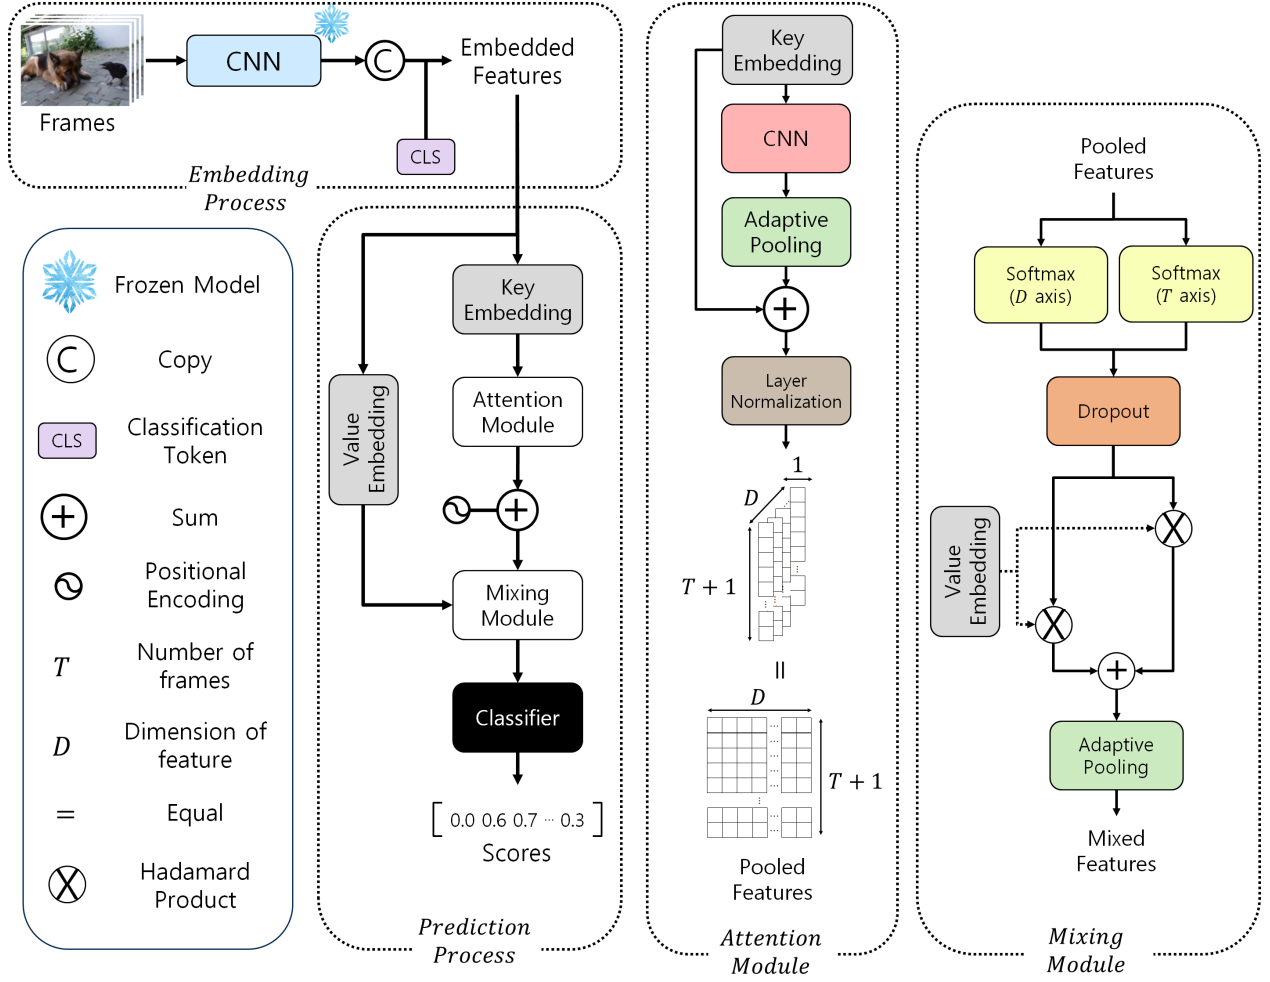 CNN
C
Embedded
Features
Frames
CLS
Embedding
Process
Frozen Model
C
Copy
CLS
Classification
Token
+
Sum
Positional
Encoding
T
Number of
frames
D
Dimension of
feature
=
Equal
X
Hadamard
Product
Key
Embedding
Value
Embedding
Attention
Module
+
Mixing
Module
Classifier
[ 0.0 0.6 0.7 ... 0.3 ]
Scores
Prediction
Process
Key
Embedding
CNN
Adaptive
Pooling
+
Layer
Normalization
1
D
T + 1
=
D
T + 1
Pooled
Features
Attention
Module
Pooled
Features
Softmax
(D axis)
Softmax
(T axis)
Dropout
Value
Embedding
X
X
+
Adaptive
Pooling
Mixed
Features
Mixing
Module